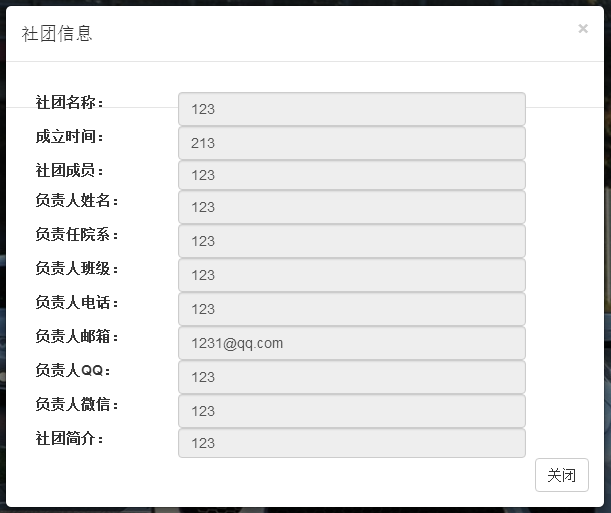 社团信息 ×
社团名称： 123
成立时间： 213
社团成员： 123
负责人姓名： 123
负责任院系： 123
负责人班级： 123
负责人电话： 123
负责人邮箱： 1231@qq.com
负责人QQ： 123
负责人微信： 123
社团简介： 123
关闭